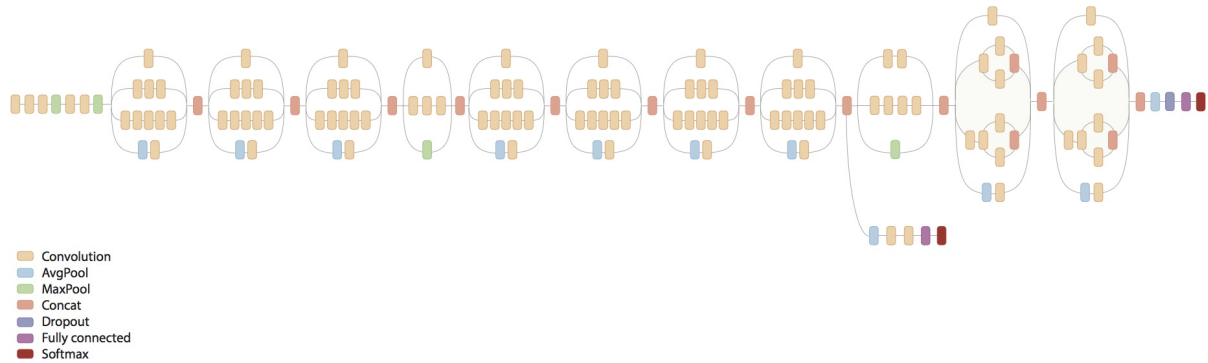 Convolution
AvgPool
MaxPool
Concat
Dropout
Fully connected
Softmax